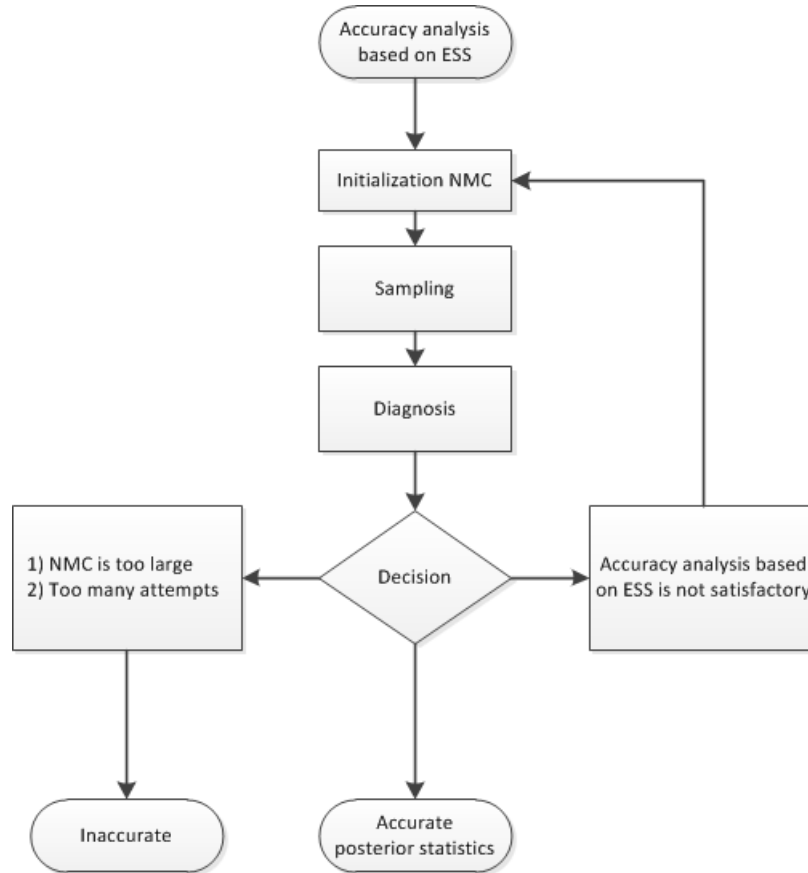 Accuracy analysis
based on ESS
Initialization NMC
Sampling
Diagnosis
1) NMC is too large
2) Too many attempts
Decision
Accuracy analysis based
on ESS is not satisfactory
Inaccurate
Accurate
posterior statistics